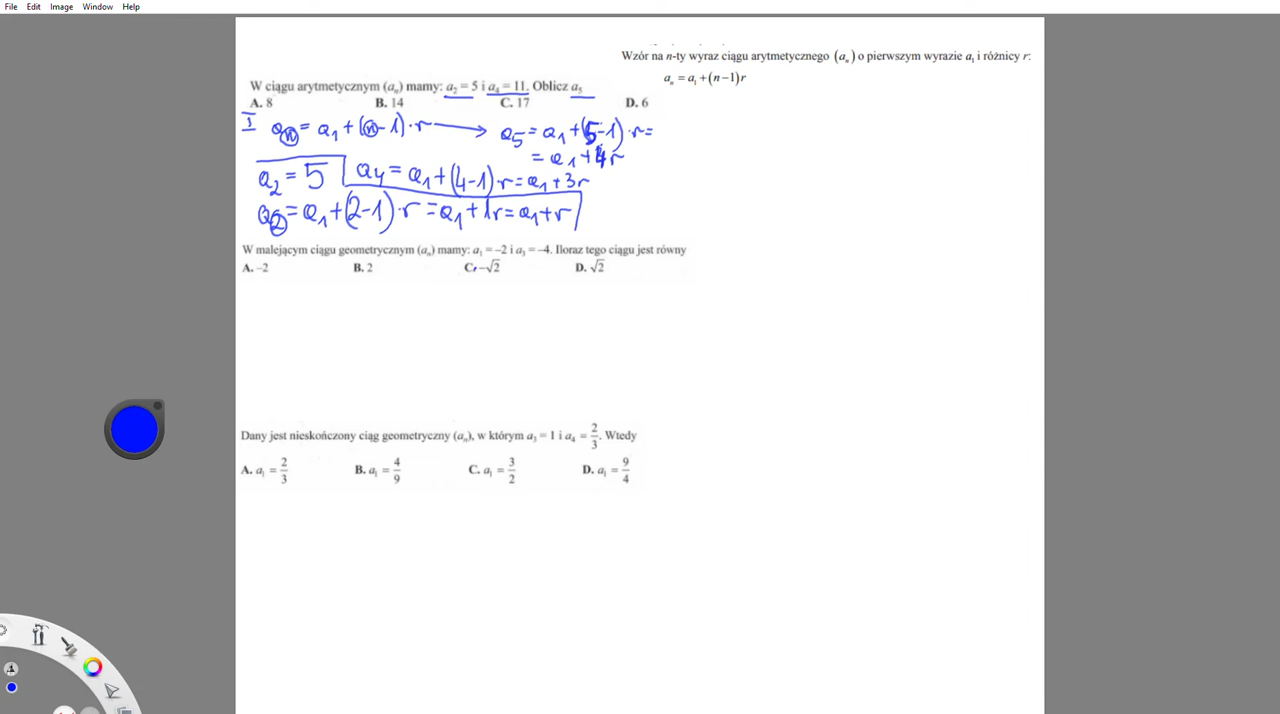 File Edit Image Window Help
Wzór na n-ty wyraz ciągu arytmetycznego (aₙ) o pierwszym wyrazie a₁ i różnicy r:
aₙ = a₁ + (n−1)r
W ciągu arytmetycznym (aₙ) mamy: a₂ = 5 i a₄ = 11. Oblicz a₅
A. 8 B. 14 C. 17 D. 6
I aₙ = a₁ + (n-1)·r → a₅ = a₁ + (5-1)·r =
= a₁ + 4r
a₂ = 5 a₄ = a₁ + (4-1)·r = a₁ + 3r
a₂ = a₁ + (2-1)·r = a₁ + 1r = a₁ + r
W malejącym ciągu geometrycznym (aₙ) mamy: a₁ = −2 i a₃ = −4. Iloraz tego ciągu jest równy
A. −2 B. 2 C. −√2 D. √2
Dany jest nieskończony ciąg geometryczny (aₙ), w którym a₃ = 1 i a₄ = 2/3. Wtedy
A. a₁ = 2/3 B. a₁ = 4/9 C. a₁ = 3/2 D. a₁ = 9/4